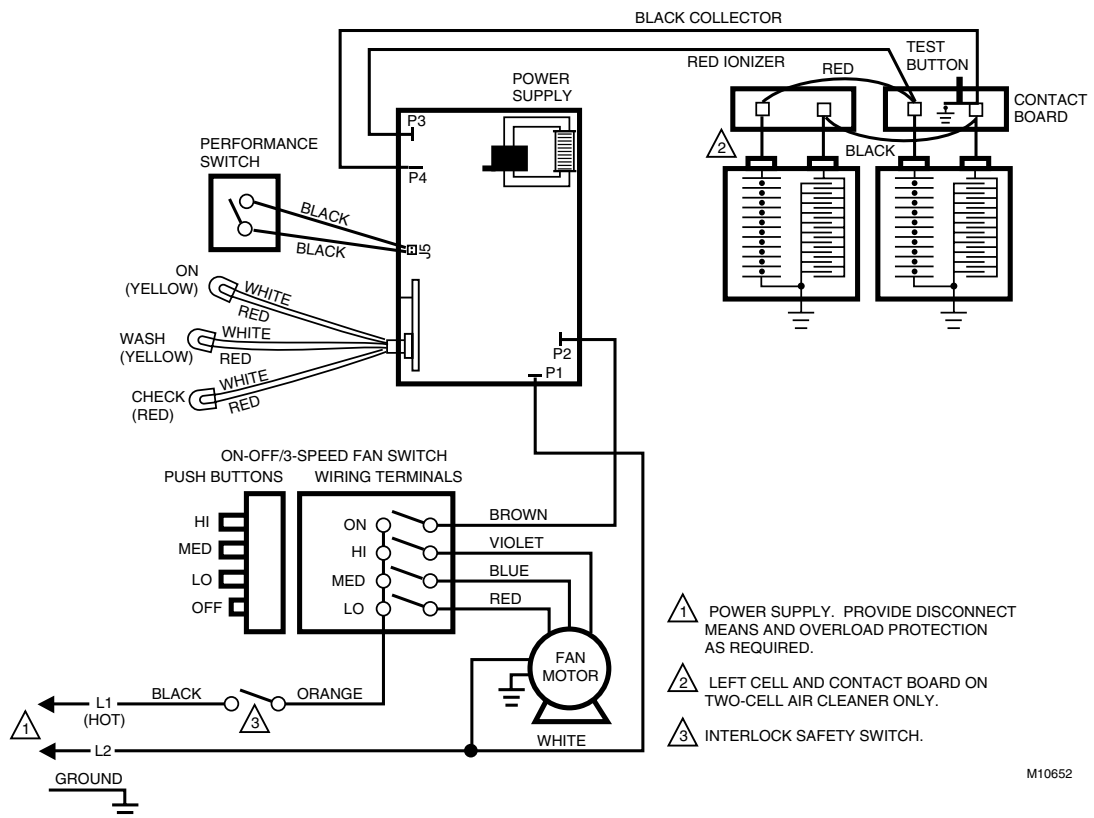 BLACK COLLECTOR
RED IONIZER
RED
TEST
BUTTON
CONTACT
BOARD
POWER
SUPPLY
P3
P4
PERFORMANCE
SWITCH
BLACK
BLACK
J5
2
BLACK
ON
(YELLOW)
WHITE
RED
WASH
(YELLOW)
WHITE
RED
CHECK
(RED)
WHITE
RED
P2
P1
ON-OFF/3-SPEED FAN SWITCH
PUSH BUTTONS
WIRING TERMINALS
HI
MED
LO
OFF
ON
HI
MED
LO
BROWN
VIOLET
BLUE
RED
FAN
MOTOR
L1
(HOT)
BLACK
ORANGE
3
1
L2
WHITE
GROUND
1 POWER SUPPLY. PROVIDE DISCONNECT
MEANS AND OVERLOAD PROTECTION
AS REQUIRED.
2 LEFT CELL AND CONTACT BOARD ON
TWO-CELL AIR CLEANER ONLY.
3 INTERLOCK SAFETY SWITCH.
M10652